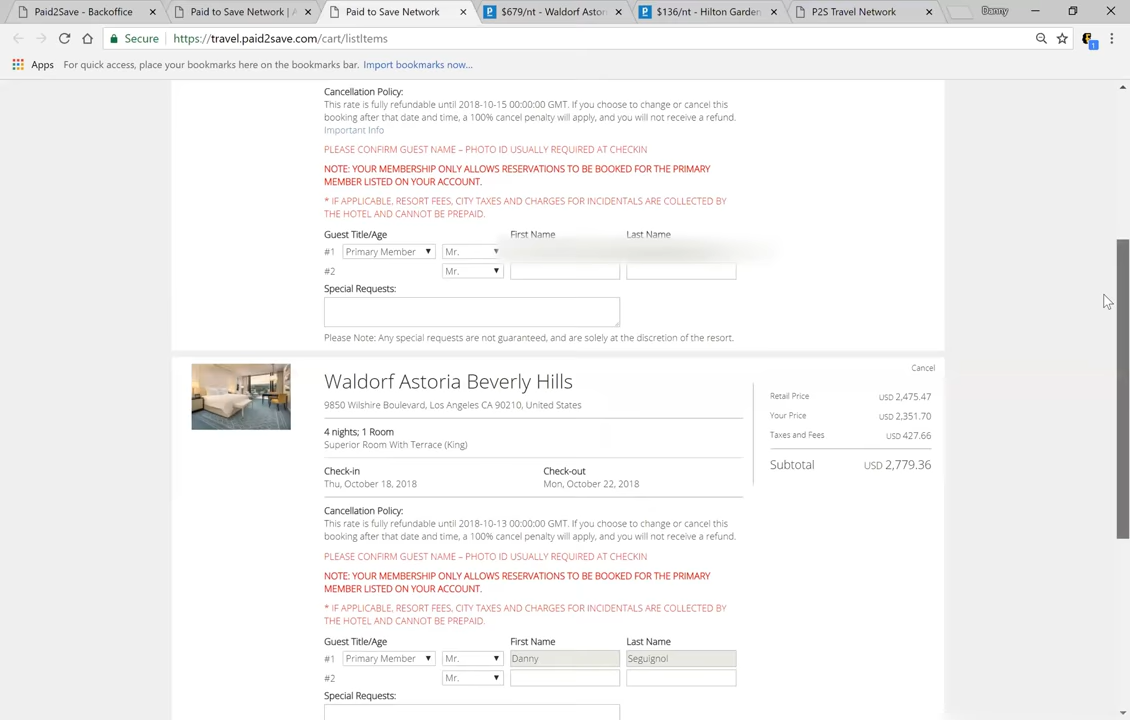 Paid2Save - Backoffice
Paid to Save Network | A
Paid to Save Network
$679/nt - Waldorf Astor
$136/nt - Hilton Garden
P2S Travel Network
Danny
Secure
https://travel.paid2save.com/cart/listItems
1
Apps
For quick access, place your bookmarks here on the bookmarks bar.
Import bookmarks now...
Cancellation Policy:
This rate is fully refundable until 2018-10-15 00:00:00 GMT. If you choose to change or cancel this
booking after that date and time, a 100% cancel penalty will apply, and you will not receive a refund.
Important Info
PLEASE CONFIRM GUEST NAME – PHOTO ID USUALLY REQUIRED AT CHECKIN
NOTE: YOUR MEMBERSHIP ONLY ALLOWS RESERVATIONS TO BE BOOKED FOR THE PRIMARY
MEMBER LISTED ON YOUR ACCOUNT.
* IF APPLICABLE, RESORT FEES, CITY TAXES AND CHARGES FOR INCIDENTALS ARE COLLECTED BY
THE HOTEL AND CANNOT BE PREPAID.
Guest Title/Age First Name Last Name
#1 Primary Member Mr.
#2 Mr.
Special Requests:
Please Note: Any special requests are not guaranteed, and are solely at the discretion of the resort.
Cancel
Waldorf Astoria Beverly Hills
9850 Wilshire Boulevard, Los Angeles CA 90210, United States
4 nights; 1 Room
Superior Room With Terrace (King)
Check-in Check-out
Thu, October 18, 2018 Mon, October 22, 2018
Retail Price USD 2,475.47
Your Price USD 2,351.70
Taxes and Fees USD 427.66
Subtotal USD 2,779.36
Cancellation Policy:
This rate is fully refundable until 2018-10-13 00:00:00 GMT. If you choose to change or cancel this
booking after that date and time, a 100% cancel penalty will apply, and you will not receive a refund.
PLEASE CONFIRM GUEST NAME – PHOTO ID USUALLY REQUIRED AT CHECKIN
NOTE: YOUR MEMBERSHIP ONLY ALLOWS RESERVATIONS TO BE BOOKED FOR THE PRIMARY
MEMBER LISTED ON YOUR ACCOUNT.
* IF APPLICABLE, RESORT FEES, CITY TAXES AND CHARGES FOR INCIDENTALS ARE COLLECTED BY
THE HOTEL AND CANNOT BE PREPAID.
Guest Title/Age First Name Last Name
#1 Primary Member Mr. Danny Seguignol
#2 Mr.
Special Requests: